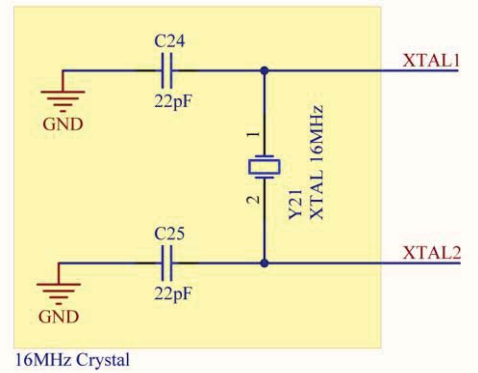 C24
XTAL1
22pF
GND
1
Y21
XTAL 16MHz
2
C25
XTAL2
22pF
GND
16MHz Crystal